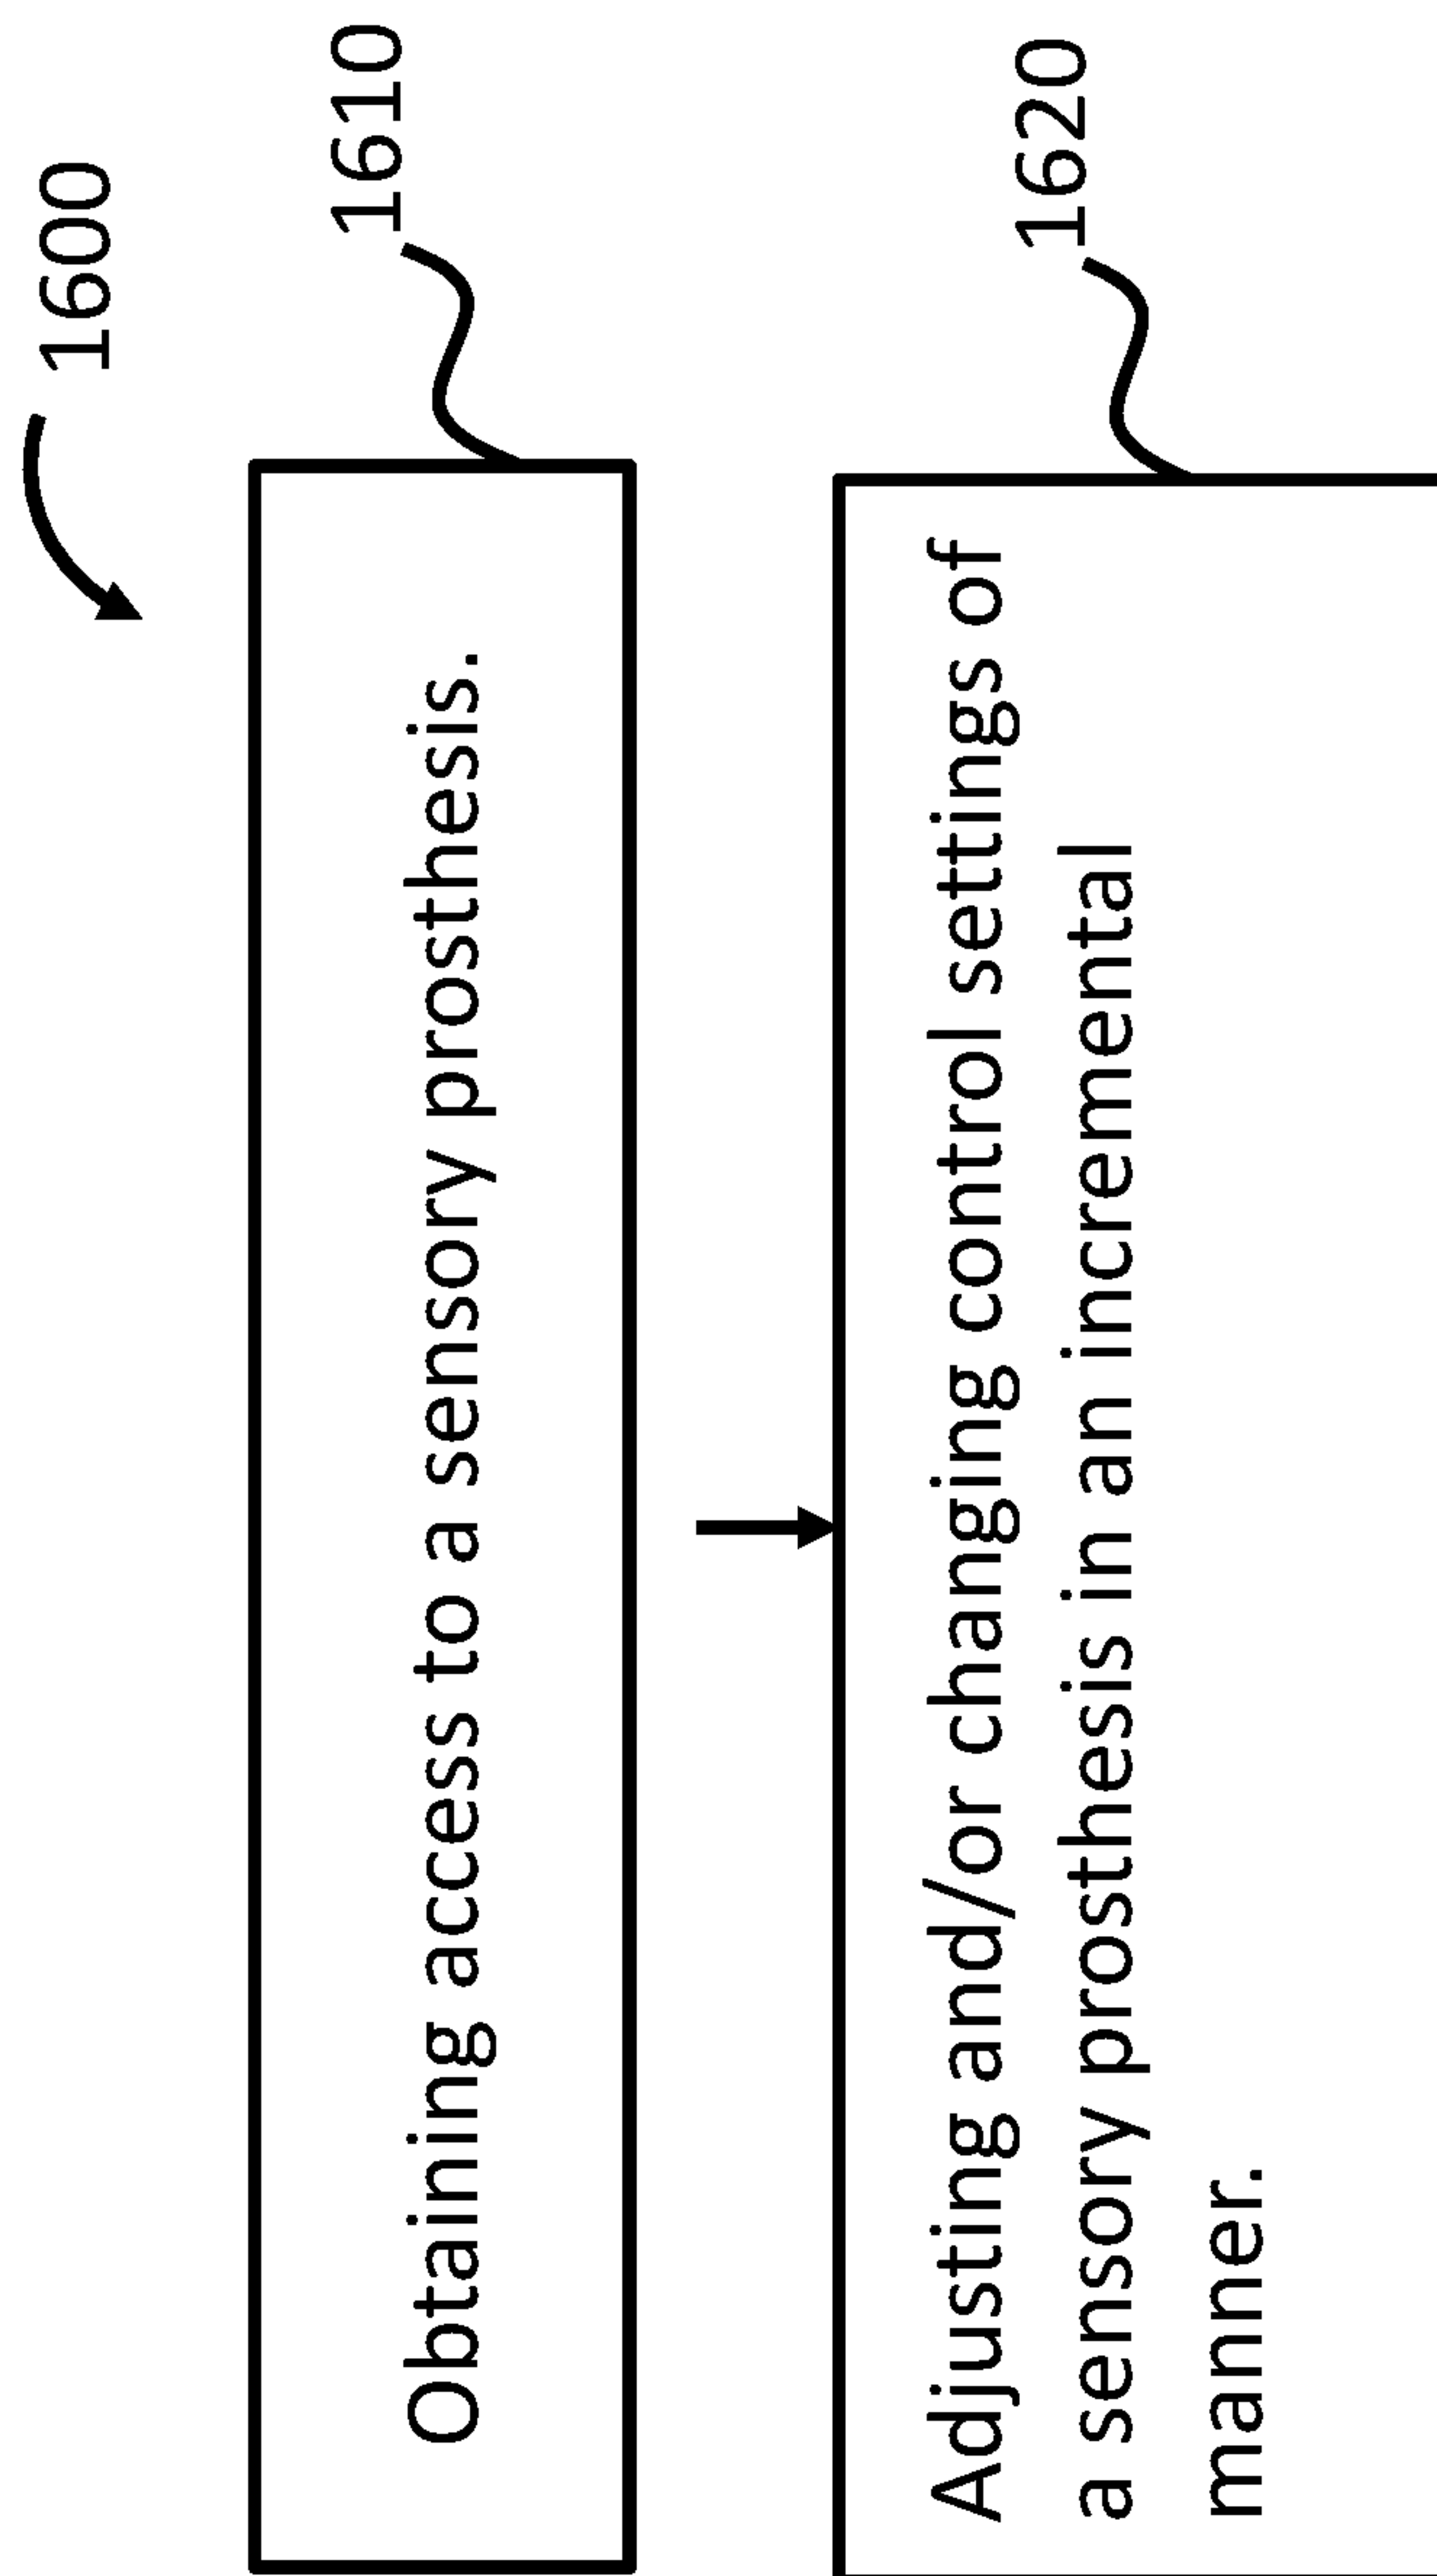 1600
1610
Obtaining access to a sensory prosthesis.
1620
Adjusting and/or changing control settings of
a sensory prosthesis in an incremental
manner.